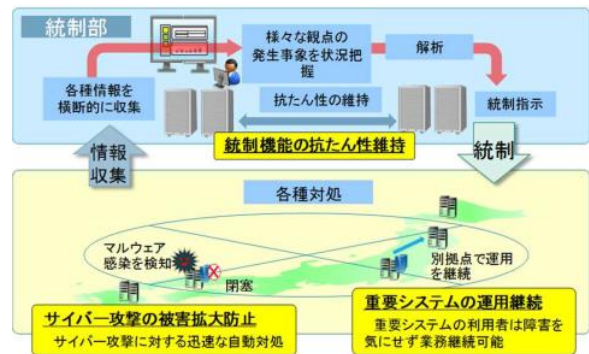 統制部
様々な観点の
発生事象を状況把
握
解析
各種情報を
横断的に収集
抗たん性の維持
統制指示
統制機能の抗たん性維持
情報
収集
統制
各種対処
マルウェア
感染を検知
閉塞
別拠点で運用
を継続
サイバー攻撃の被害拡大防止
サイバー攻撃に対する迅速な自動対処
重要システムの運用継続
重要システムの利用者は障害を
気にせず業務継続可能